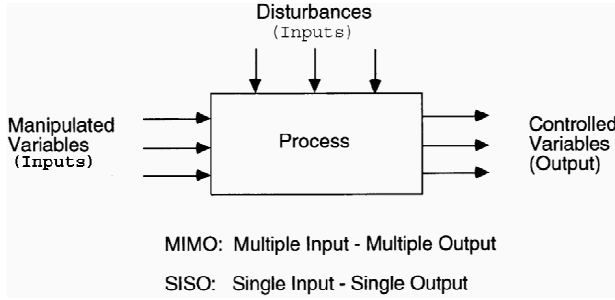 Disturbances
(Inputs)
Manipulated
Variables
(Inputs)
Process
Controlled
Variables
(Output)
MIMO: Multiple Input - Multiple Output
SISO: Single Input - Single Output